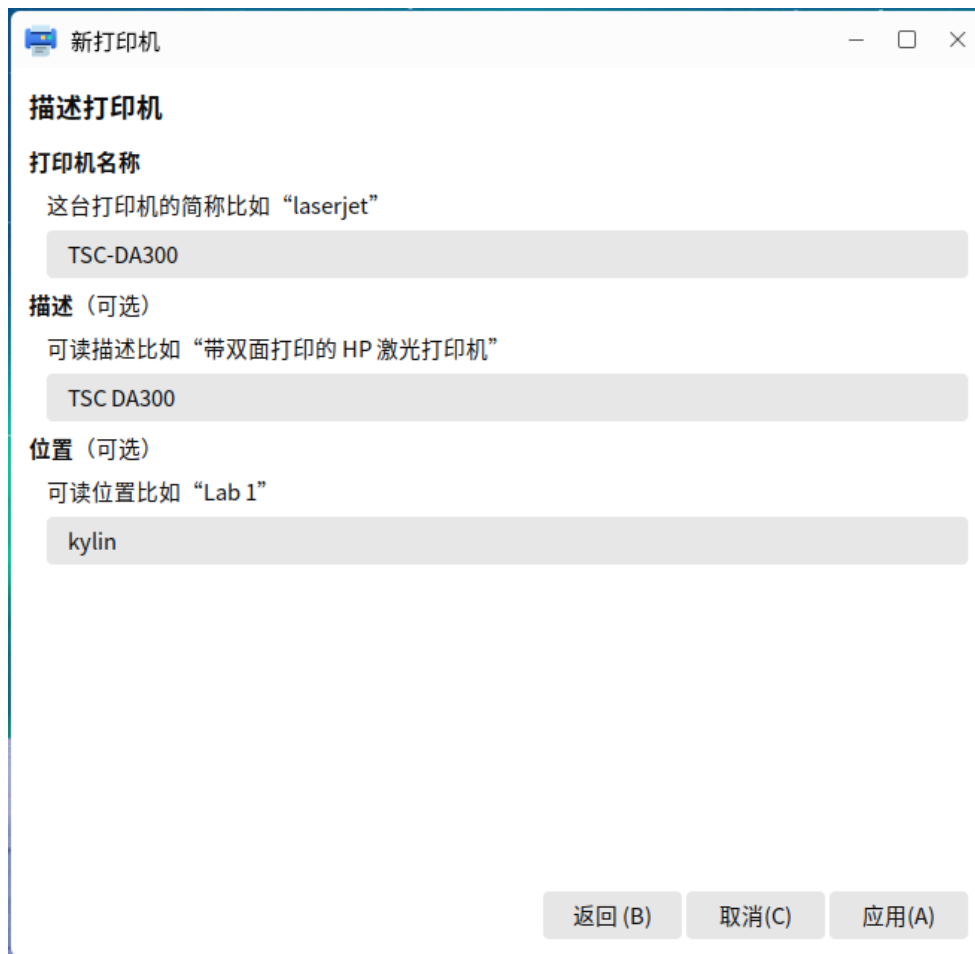 新打印机
描述打印机
打印机名称
这台打印机的简称比如“laserjet”
TSC-DA300
描述（可选）
可读描述比如“带双面打印的 HP 激光打印机”
TSC DA300
位置（可选）
可读位置比如“Lab 1”
kylin
返回 (B) 取消(C) 应用(A)